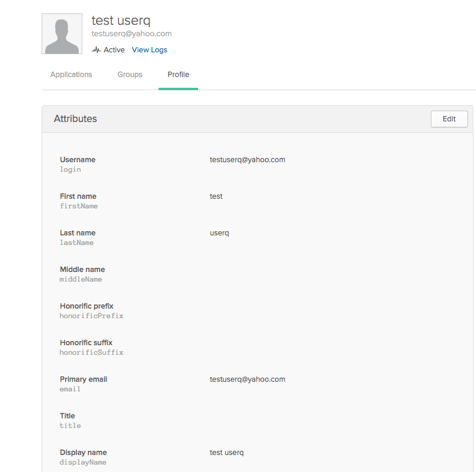 test userq
testuserq@yahoo.com
Active View Logs
Applications Groups Profile
Attributes Edit
Username testuserq@yahoo.com
login
First name test
firstName
Last name userq
lastName
Middle name
middleName
Honorific prefix
honorificPrefix
Honorific suffix
honorificSuffix
Primary email testuserq@yahoo.com
email
Title
title
Display name test userq
displayName